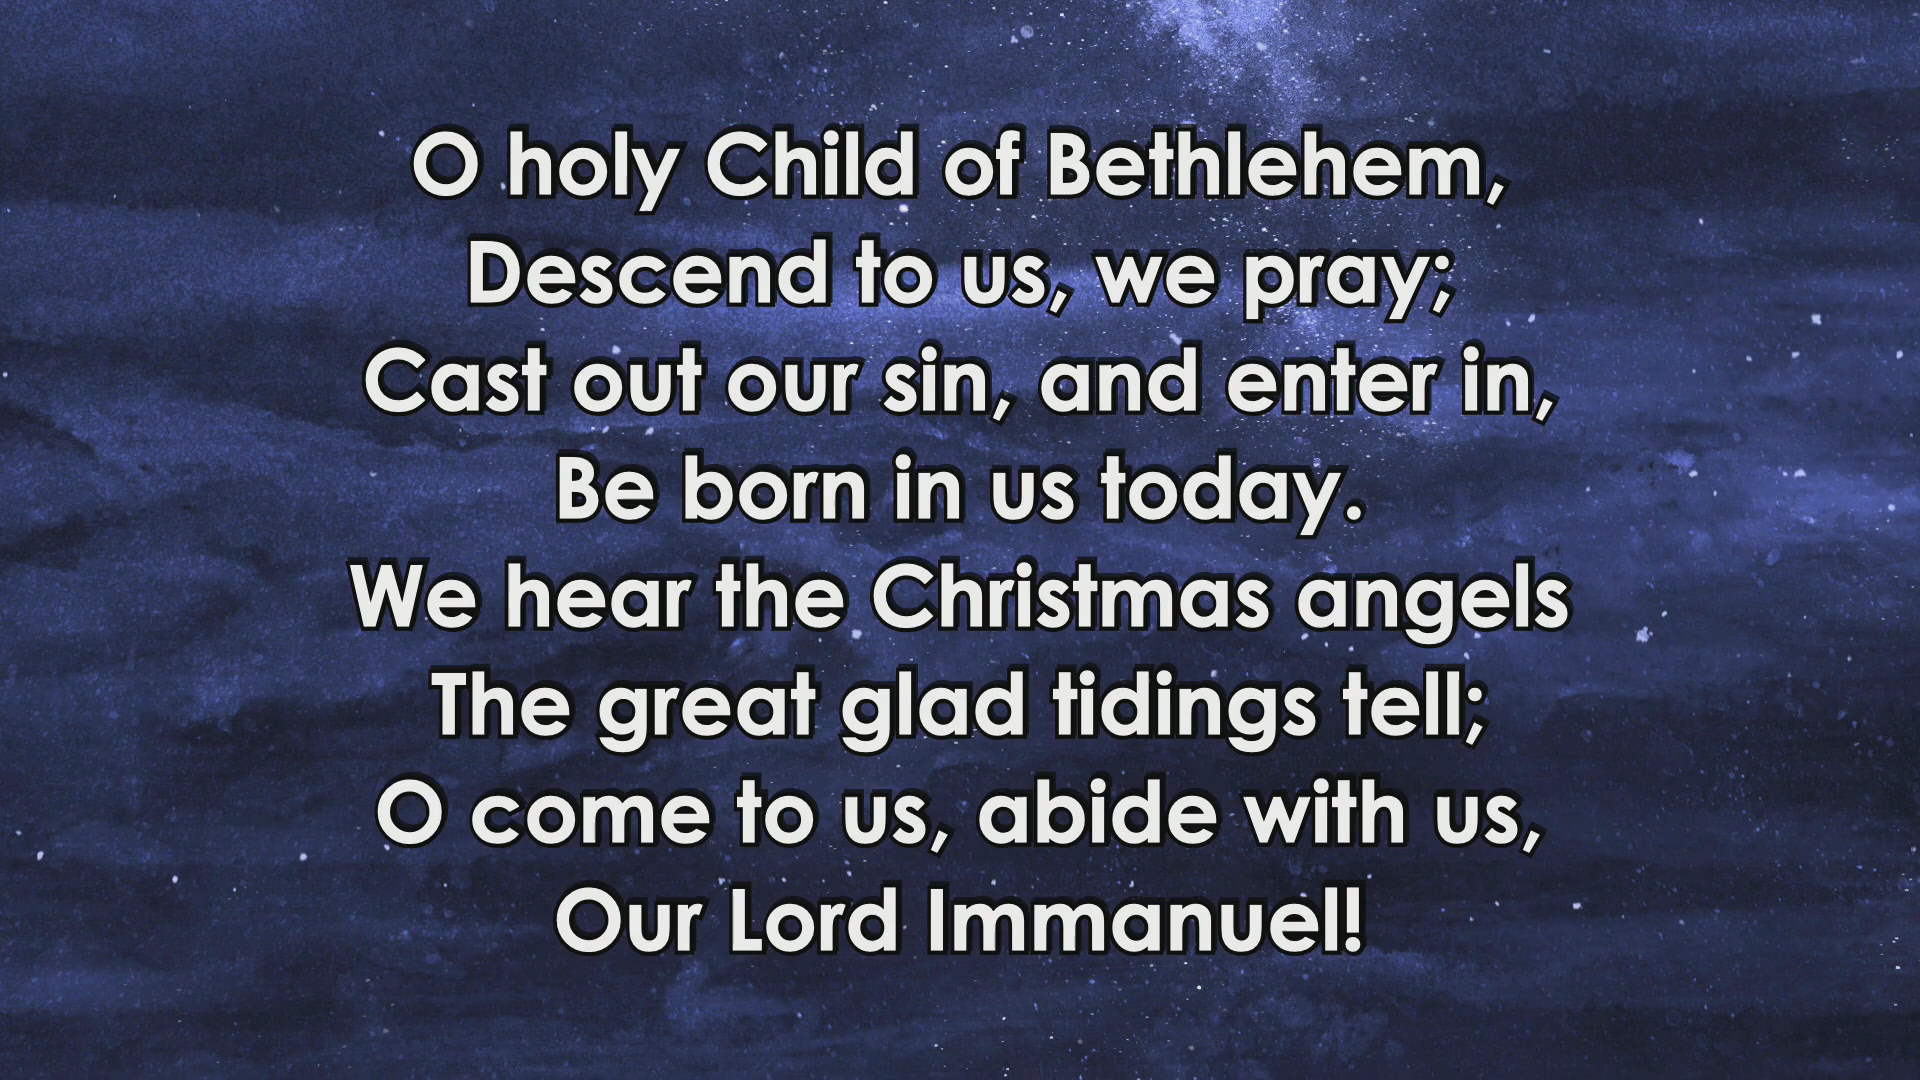 O holy Child of Bethlehem,
Descend to us, we pray;
Cast out our sin, and enter in,
Be born in us today.
We hear the Christmas angels
The great glad tidings tell;
O come to us, abide with us,
Our Lord Immanuel!